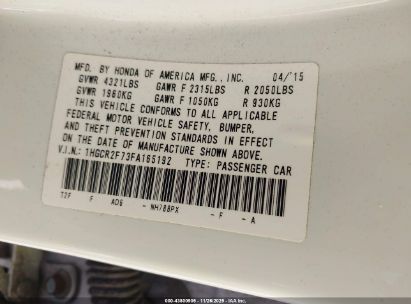 MFD. BY HONDA OF AMERICA MFG., INC. 04/'15
GVWR 4321LBS GAWR F 2315LBS R 2050LBS
GVWR 1960KG GAWR F 1050KG R 930KG
THIS VEHICLE CONFORMS TO ALL APPLICABLE
FEDERAL MOTOR VEHICLE SAFETY, BUMPER,
AND THEFT PREVENTION STANDARDS IN EFFECT
ON THE DATE OF MANUFACTURE SHOWN ABOVE.
V.I.N.: 1HGCR2F73FA165192 TYPE: PASSENGER CAR
T2F F AD9 - NH788PX - F - A